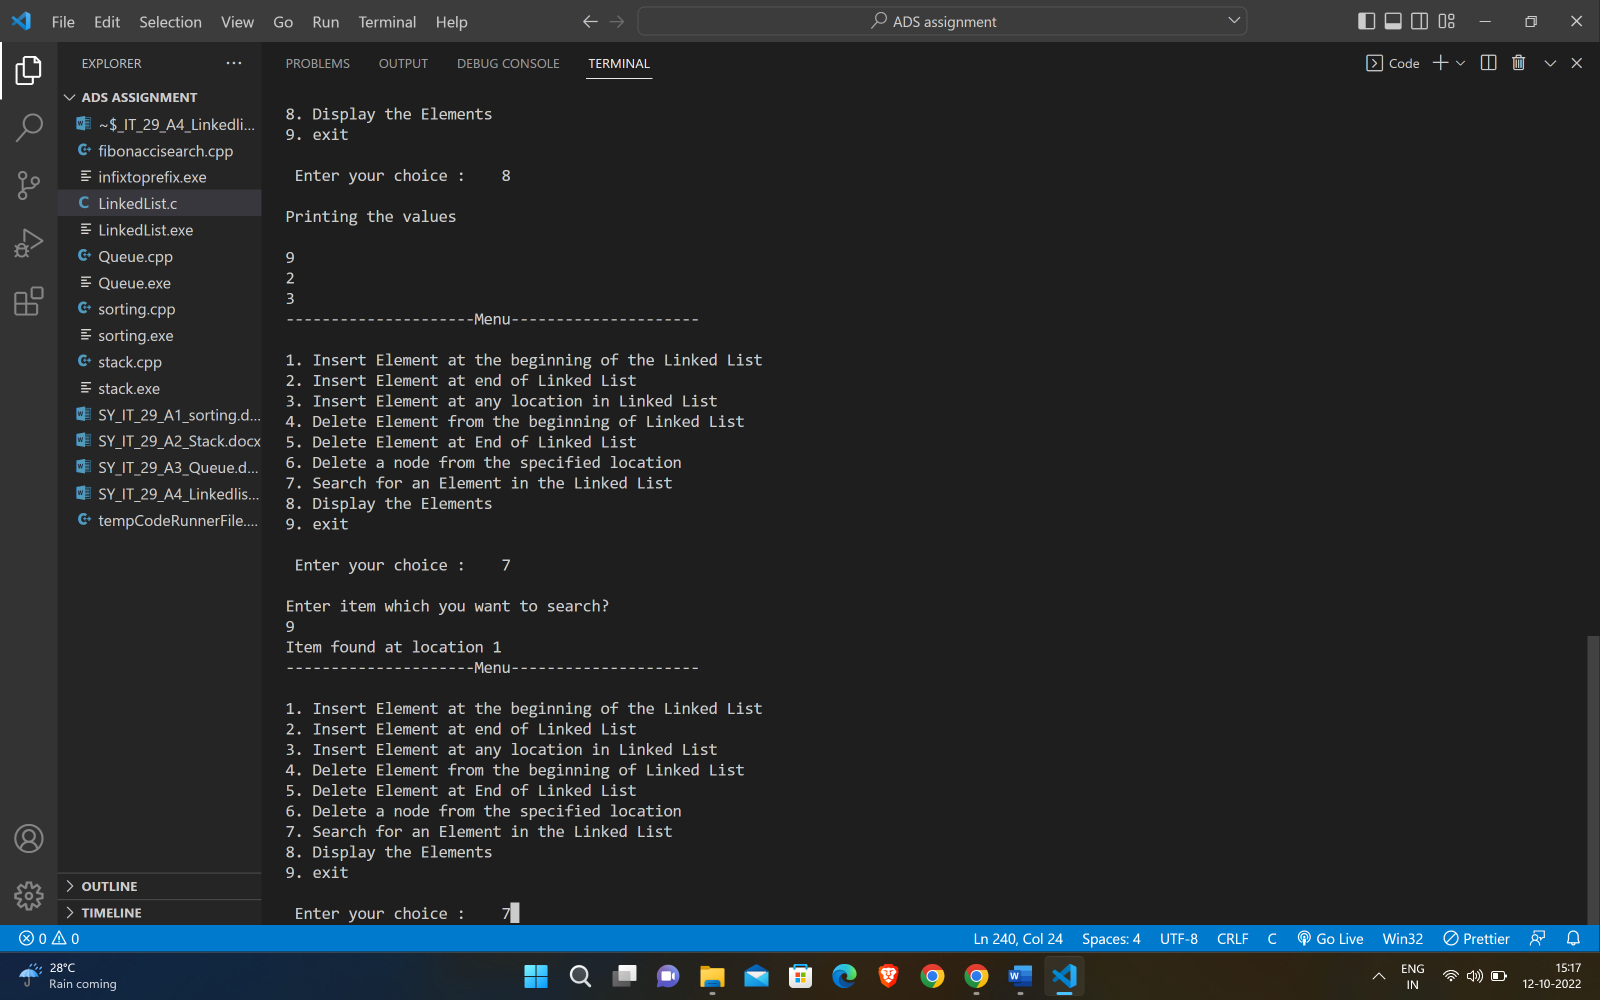 File Edit Selection View Go Run Terminal Help
ADS assignment
EXPLORER
ADS ASSIGNMENT
~$_IT_29_A4_Linkedli...
fibonaccisearch.cpp
infixtoprefix.exe
LinkedList.c
LinkedList.exe
Queue.cpp
Queue.exe
sorting.cpp
sorting.exe
stack.cpp
stack.exe
SY_IT_29_A1_sorting.d...
SY_IT_29_A2_Stack.docx
SY_IT_29_A3_Queue.d...
SY_IT_29_A4_Linkedlis...
tempCodeRunnerFile....
OUTLINE
TIMELINE
PROBLEMS OUTPUT DEBUG CONSOLE TERMINAL
Code
8. Display the Elements
9. exit
Enter your choice : 8
Printing the values
9
2
3
---------------------Menu---------------------
1. Insert Element at the beginning of the Linked List
2. Insert Element at end of Linked List
3. Insert Element at any location in Linked List
4. Delete Element from the beginning of Linked List
5. Delete Element at End of Linked List
6. Delete a node from the specified location
7. Search for an Element in the Linked List
8. Display the Elements
9. exit
Enter your choice : 7
Enter item which you want to search?
9
Item found at location 1
---------------------Menu---------------------
1. Insert Element at the beginning of the Linked List
2. Insert Element at end of Linked List
3. Insert Element at any location in Linked List
4. Delete Element from the beginning of Linked List
5. Delete Element at End of Linked List
6. Delete a node from the specified location
7. Search for an Element in the Linked List
8. Display the Elements
9. exit
Enter your choice : 7
0 0
Ln 240, Col 24 Spaces: 4 UTF-8 CRLF C Go Live Win32 Prettier
28°C
Rain coming
ENG
IN
15:17
12-10-2022